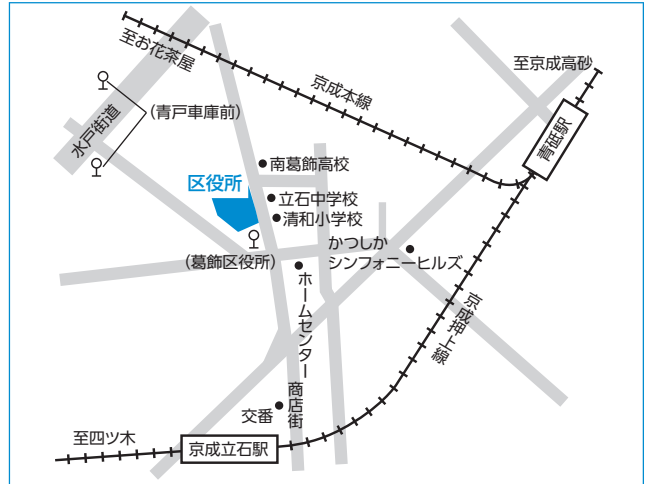 至お花茶屋
水戸街道
(青戸車庫前)
京成本線
至京成高砂
青砥駅
南葛飾高校
区役所
立石中学校
清和小学校
(葛飾区役所)
かつしか
シンフォニーヒルズ
ホームセンター
京成押上線
商店街
交番
至四ツ木
京成立石駅